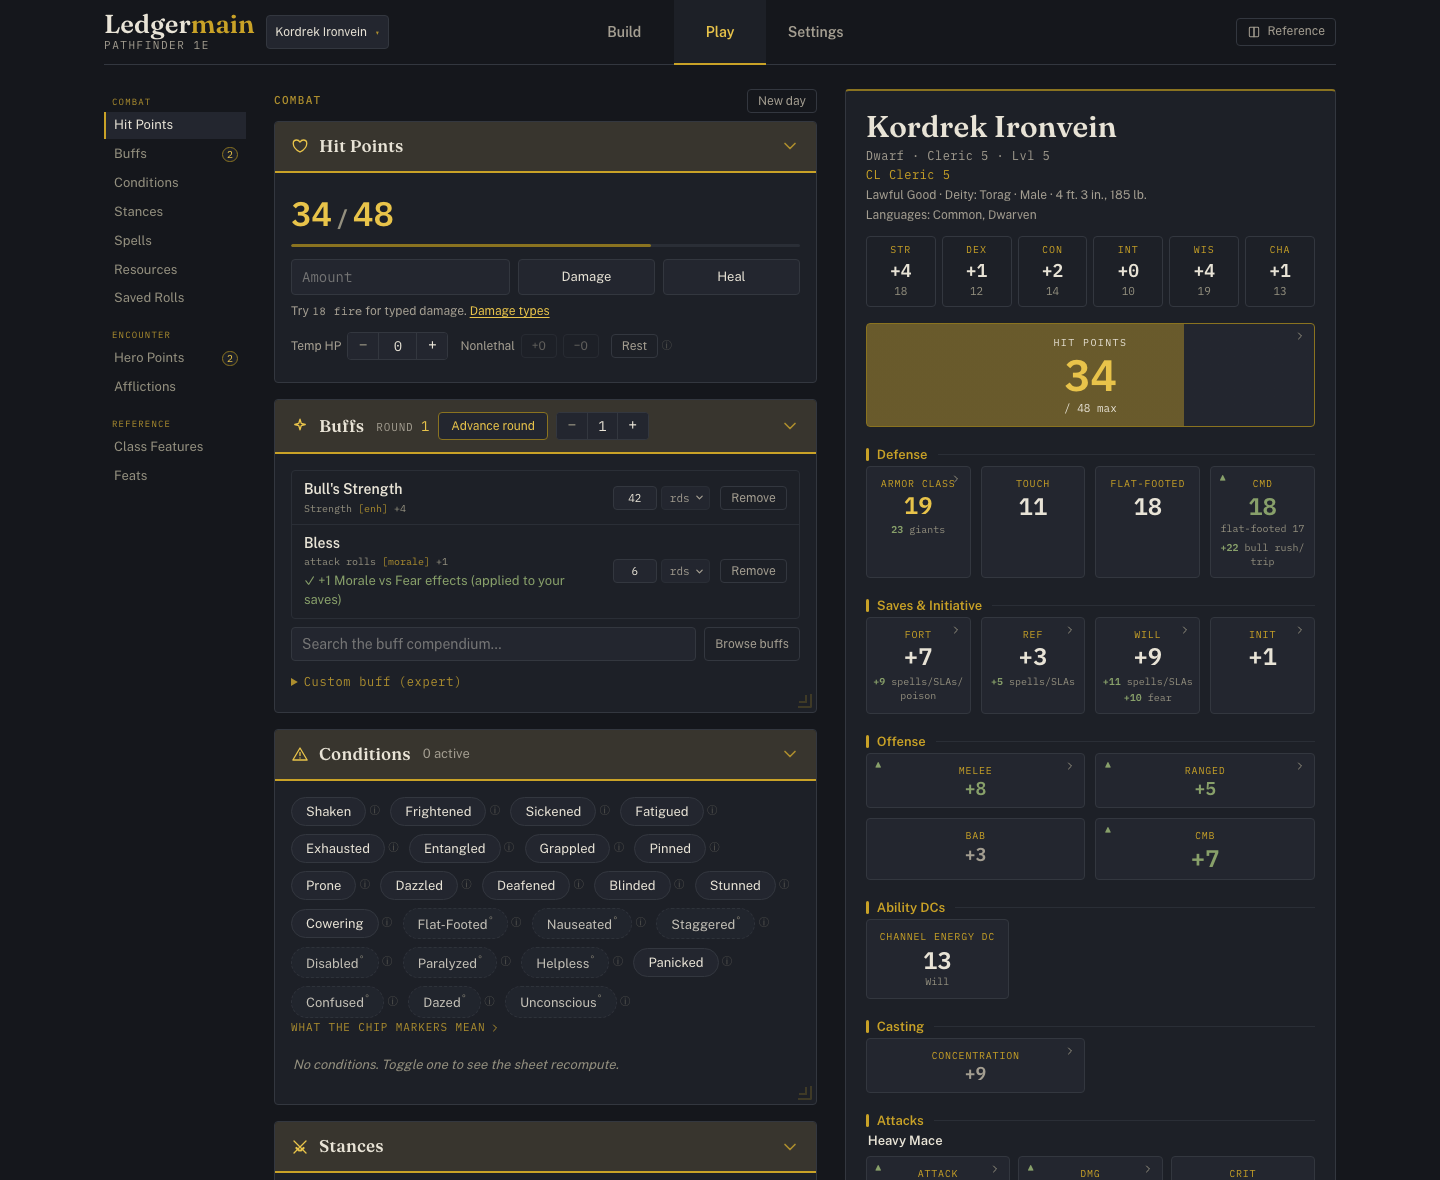 Ledgermain
PATHFINDER 1E
Kordrek Ironvein
Build
Play
Settings
Reference
COMBAT
Hit Points
Buffs 2
Conditions
Stances
Spells
Resources
Saved Rolls
ENCOUNTER
Hero Points 2
Afflictions
REFERENCE
Class Features
Feats
COMBAT
New day
Hit Points
34 / 48
Amount
Damage
Heal
Try 18 fire for typed damage. Damage types
Temp HP − 0 + Nonlethal +0 −0 Rest
Buffs ROUND 1 Advance round − 1 +
Bull's Strength
Strength [enh] +4
42 rds Remove
Bless
attack rolls [morale] +1
✓ +1 Morale vs Fear effects (applied to your
saves)
6 rds Remove
Search the buff compendium...
Browse buffs
Custom buff (expert)
Conditions 0 active
Shaken Frightened Sickened Fatigued
Exhausted Entangled Grappled Pinned
Prone Dazzled Deafened Blinded Stunned
Cowering Flat-Footed° Nauseated° Staggered°
Disabled° Paralyzed° Helpless° Panicked
Confused° Dazed° Unconscious°
WHAT THE CHIP MARKERS MEAN
No conditions. Toggle one to see the sheet recompute.
Stances
Kordrek Ironvein
Dwarf · Cleric 5 · Lvl 5
CL Cleric 5
Lawful Good · Deity: Torag · Male · 4 ft. 3 in., 185 lb.
Languages: Common, Dwarven
STR DEX CON INT WIS CHA
+4 +1 +2 +0 +4 +1
18 12 14 10 19 13
HIT POINTS
34
/ 48 max
Defense
ARMOR CLASS
19
23 giants
TOUCH
11
FLAT-FOOTED
18
CMD
18
flat-footed 17
+22 bull rush/
trip
Saves & Initiative
FORT
+7
+9 spells/SLAs/
poison
REF
+3
+5 spells/SLAs
WILL
+9
+11 spells/SLAs
+10 fear
INIT
+1
Offense
MELEE
+8
RANGED
+5
BAB
+3
CMB
+7
Ability DCs
CHANNEL ENERGY DC
13
Will
Casting
CONCENTRATION
+9
Attacks
Heavy Mace
ATTACK DMG CRIT